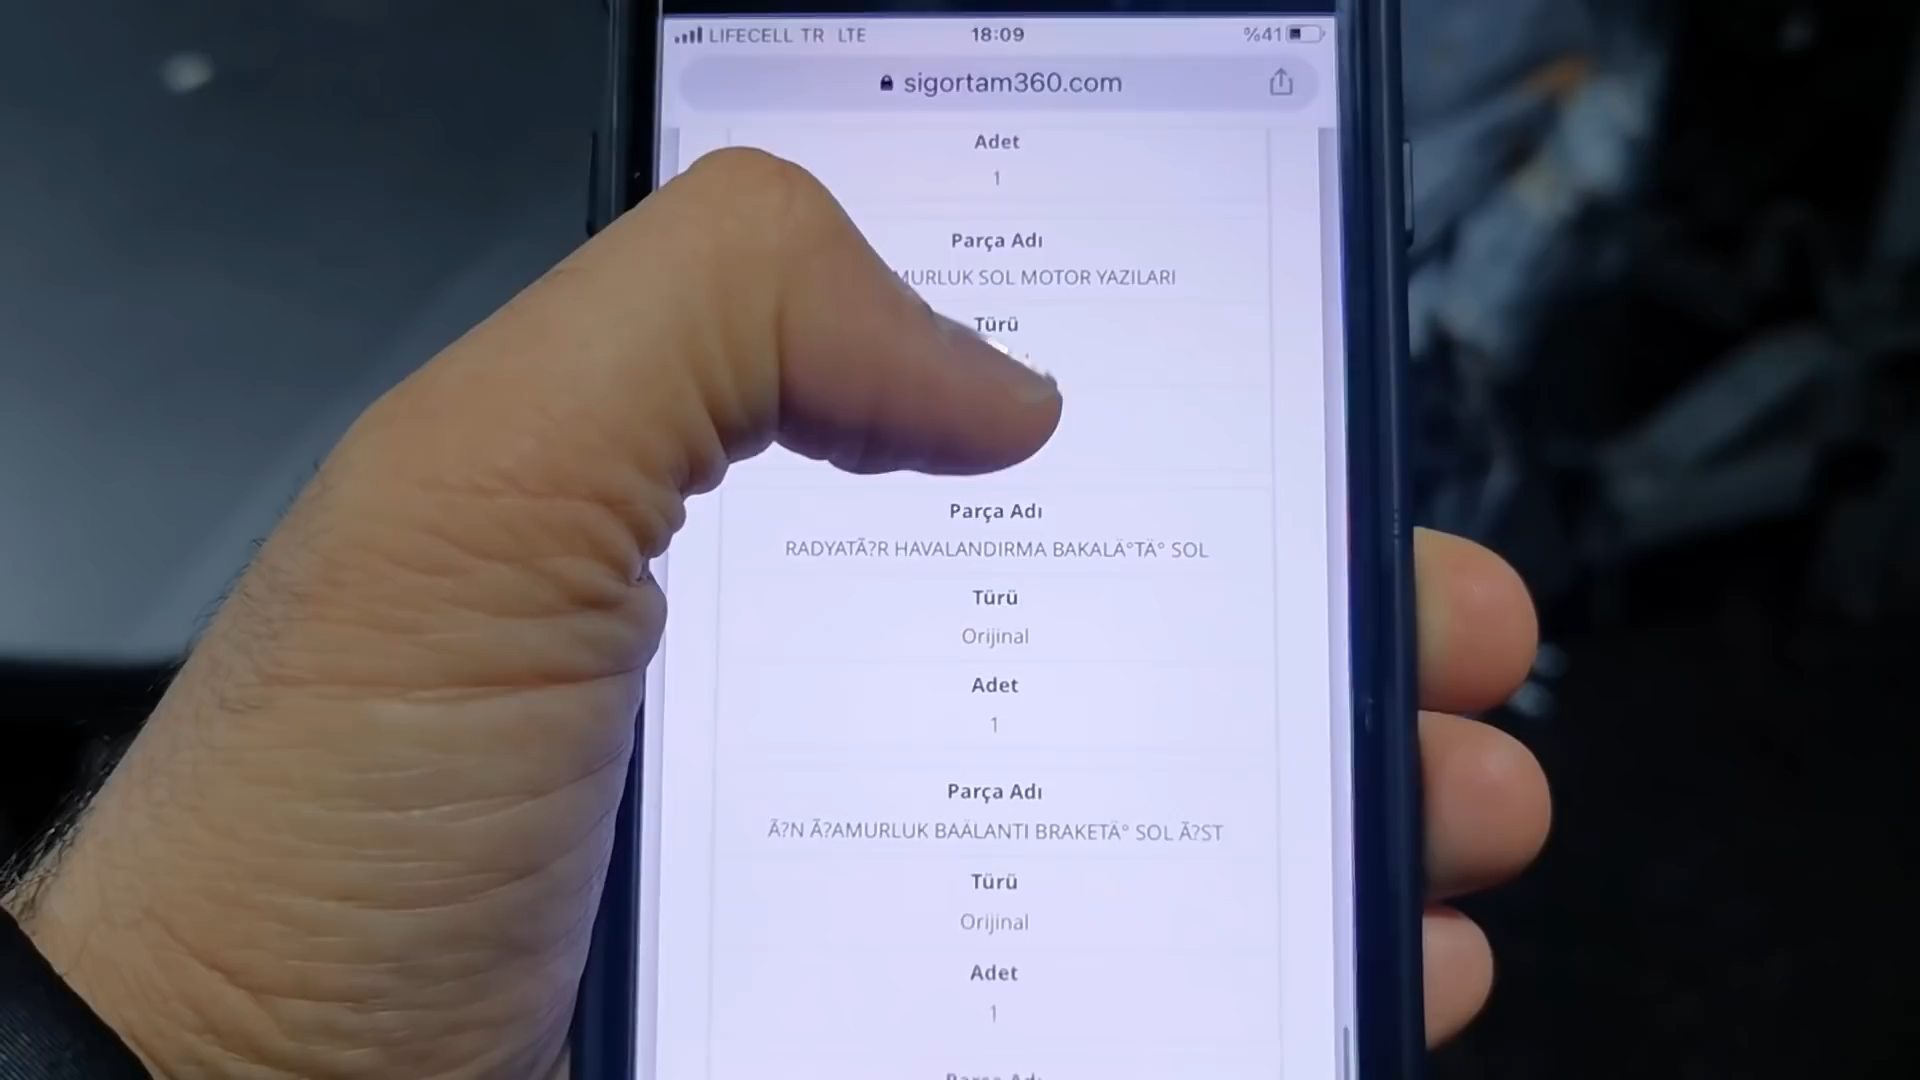 LIFECELL TR LTE 18:09 %41
sigortam360.com
Adet
1
Parça Adı
MURLUK SOL MOTOR YAZILARI
Türü
Parça Adı
RADYATÃ?R HAVALANDIRMA BAKALÄ°TÄ° SOL
Türü
Orijinal
Adet
1
Parça Adı
Ã?N Ã?AMURLUK BAÄLANTI BRAKETÄ° SOL Ã?ST
Türü
Orijinal
Adet
1
Parça Adı